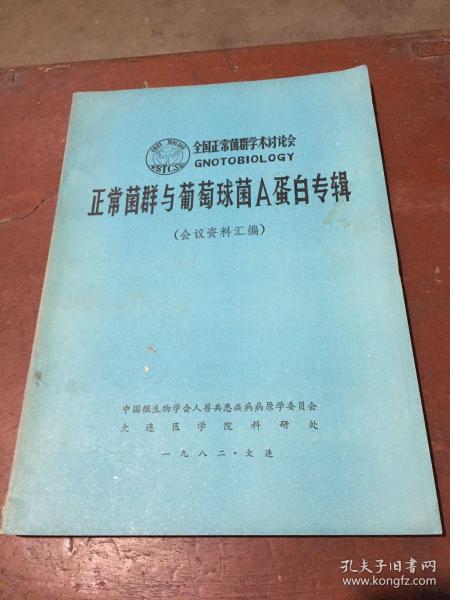 全国正常菌群学术讨论会
GNOTOBIOLOGY
正常菌群与葡萄球菌A蛋白专辑
(会议资料汇编)
中国微生物学会人兽共患疾病病原学委员会
大连医学院科研处
一九八二·大连
孔夫子旧书网
www.kongfz.com